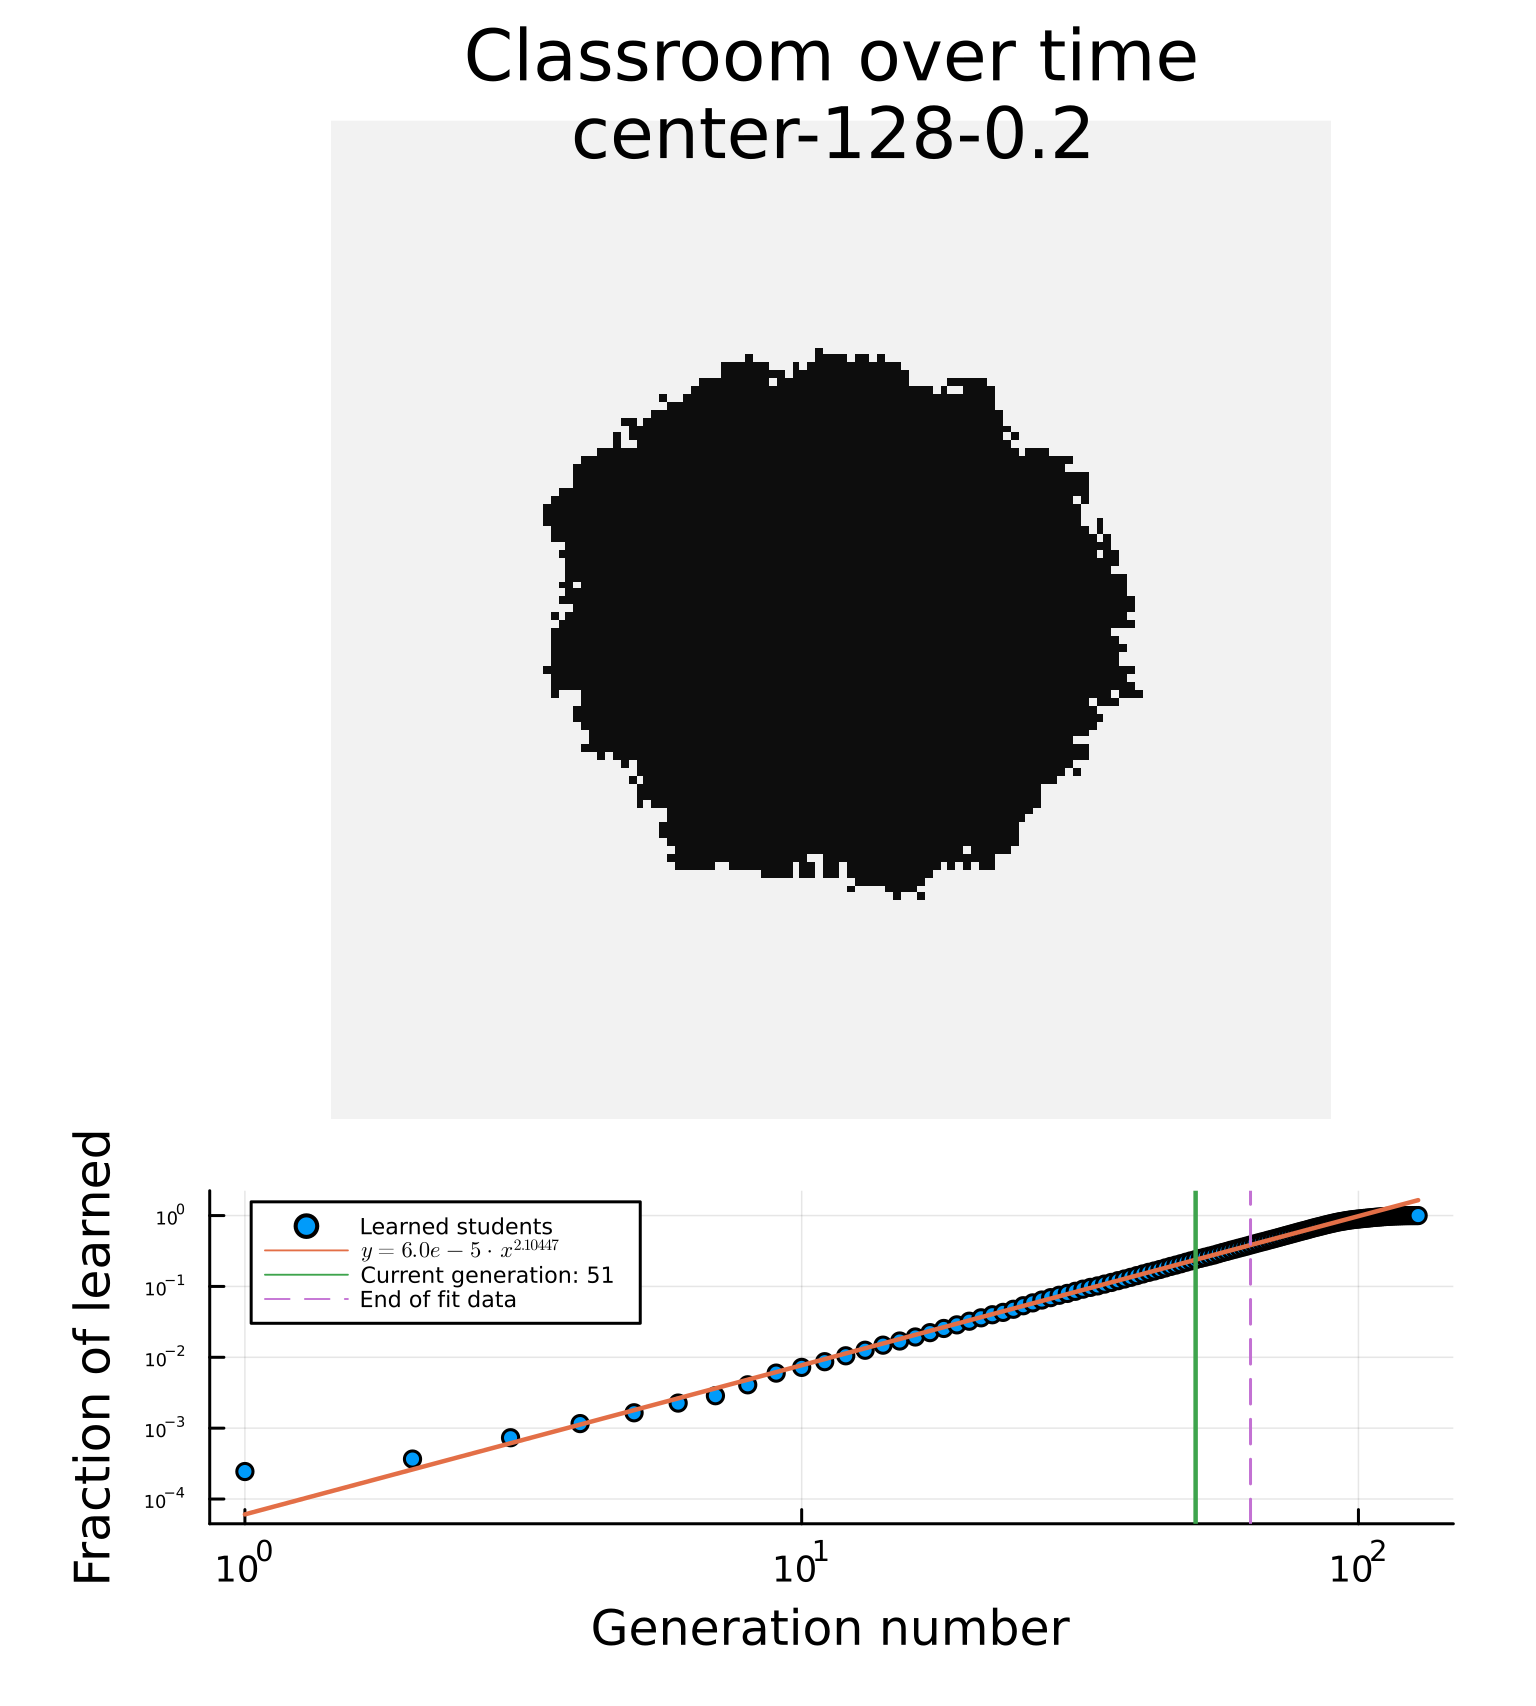 Classroom over time
center-128-0.2
Fraction of learned
10^0
10^-1
10^-2
10^-3
10^-4
Learned students
y = 6.0e − 5 · x^2.10447
Current generation: 51
End of fit data
10^0 10^1 10^2
Generation number